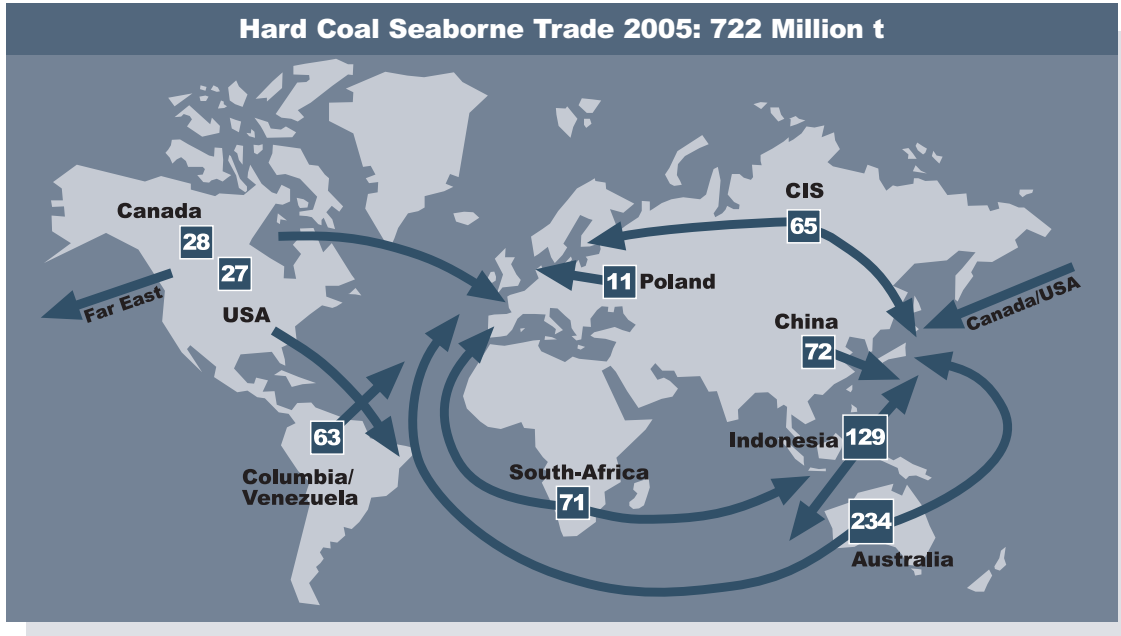 Hard Coal Seaborne Trade 2005: 722 Million t
CIS
65
Canada
28
27
Far East
USA
11
Poland
Canada/USA
China
72
63
Columbia/
Venezuela
Indonesia
129
South-Africa
71
234
Australia